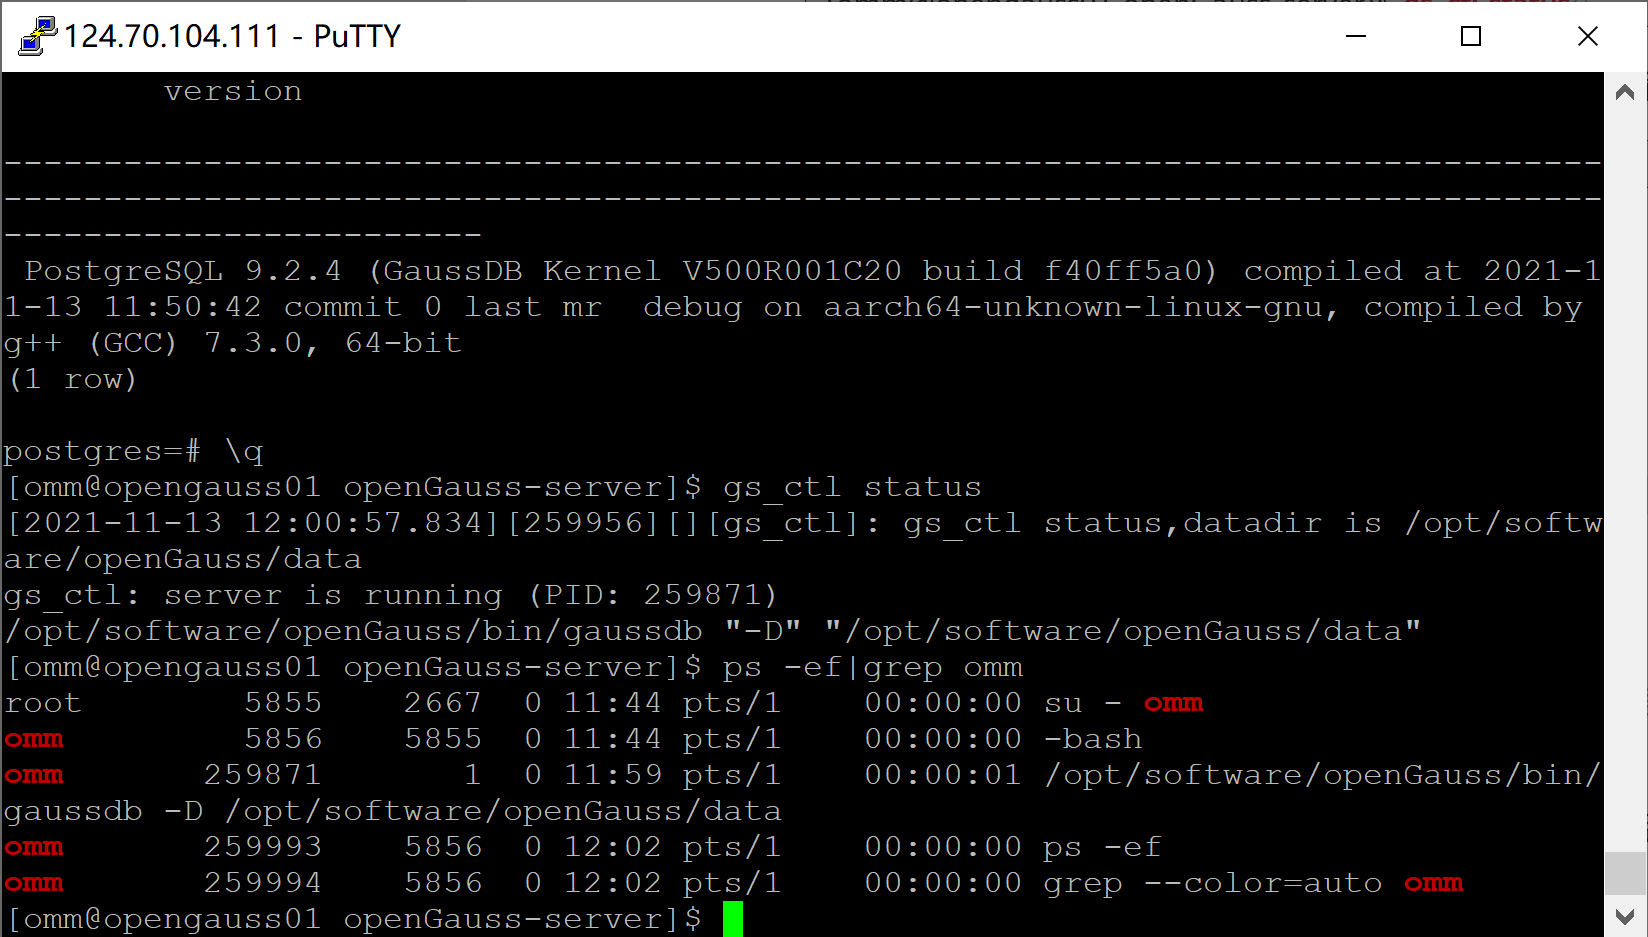 124.70.104.111 - PuTTY
version
--------------------------------------------------------------------------------
--------------------------------------------------------------------------------
------------------------
PostgreSQL 9.2.4 (GaussDB Kernel V500R001C20 build f40ff5a0) compiled at 2021-1
1-13 11:50:42 commit 0 last mr  debug on aarch64-unknown-linux-gnu, compiled by
g++ (GCC) 7.3.0, 64-bit
(1 row)
postgres=# \q
[omm@opengauss01 openGauss-server]$ gs_ctl status
[2021-11-13 12:00:57.834][259956][][gs_ctl]: gs_ctl status,datadir is /opt/softw
are/openGauss/data
gs_ctl: server is running (PID: 259871)
/opt/software/openGauss/bin/gaussdb "-D" "/opt/software/openGauss/data"
[omm@opengauss01 openGauss-server]$ ps -ef|grep omm
root        5855    2667  0 11:44 pts/1    00:00:00 su - omm
omm         5856    5855  0 11:44 pts/1    00:00:00 -bash
omm       259871       1  0 11:59 pts/1    00:00:01 /opt/software/openGauss/bin/
gaussdb -D /opt/software/openGauss/data
omm       259993    5856  0 12:02 pts/1    00:00:00 ps -ef
omm       259994    5856  0 12:02 pts/1    00:00:00 grep --color=auto omm
[omm@opengauss01 openGauss-server]$